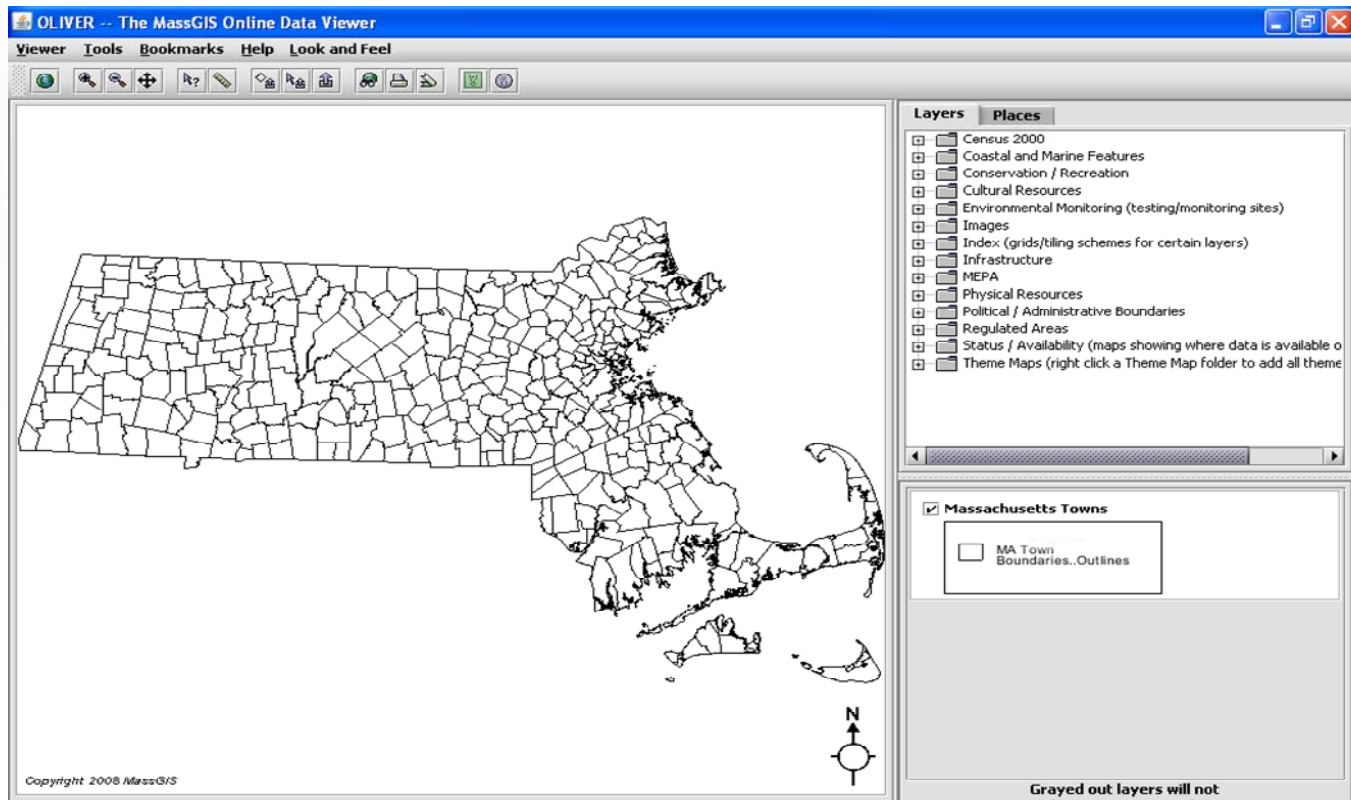 OLIVER -- The MassGIS Online Data Viewer
Viewer Tools Bookmarks Help Look and Feel
Layers Places
Census 2000
Coastal and Marine Features
Conservation / Recreation
Cultural Resources
Environmental Monitoring (testing/monitoring sites)
Images
Index (grids/tiling schemes for certain layers)
Infrastructure
MEPA
Physical Resources
Political / Administrative Boundaries
Regulated Areas
Status / Availability (maps showing where data is available o
Theme Maps (right click a Theme Map folder to add all theme
Massachusetts Towns
MA Town
Boundaries..Outlines
N
Copyright 2008 MassGIS
Grayed out layers will not